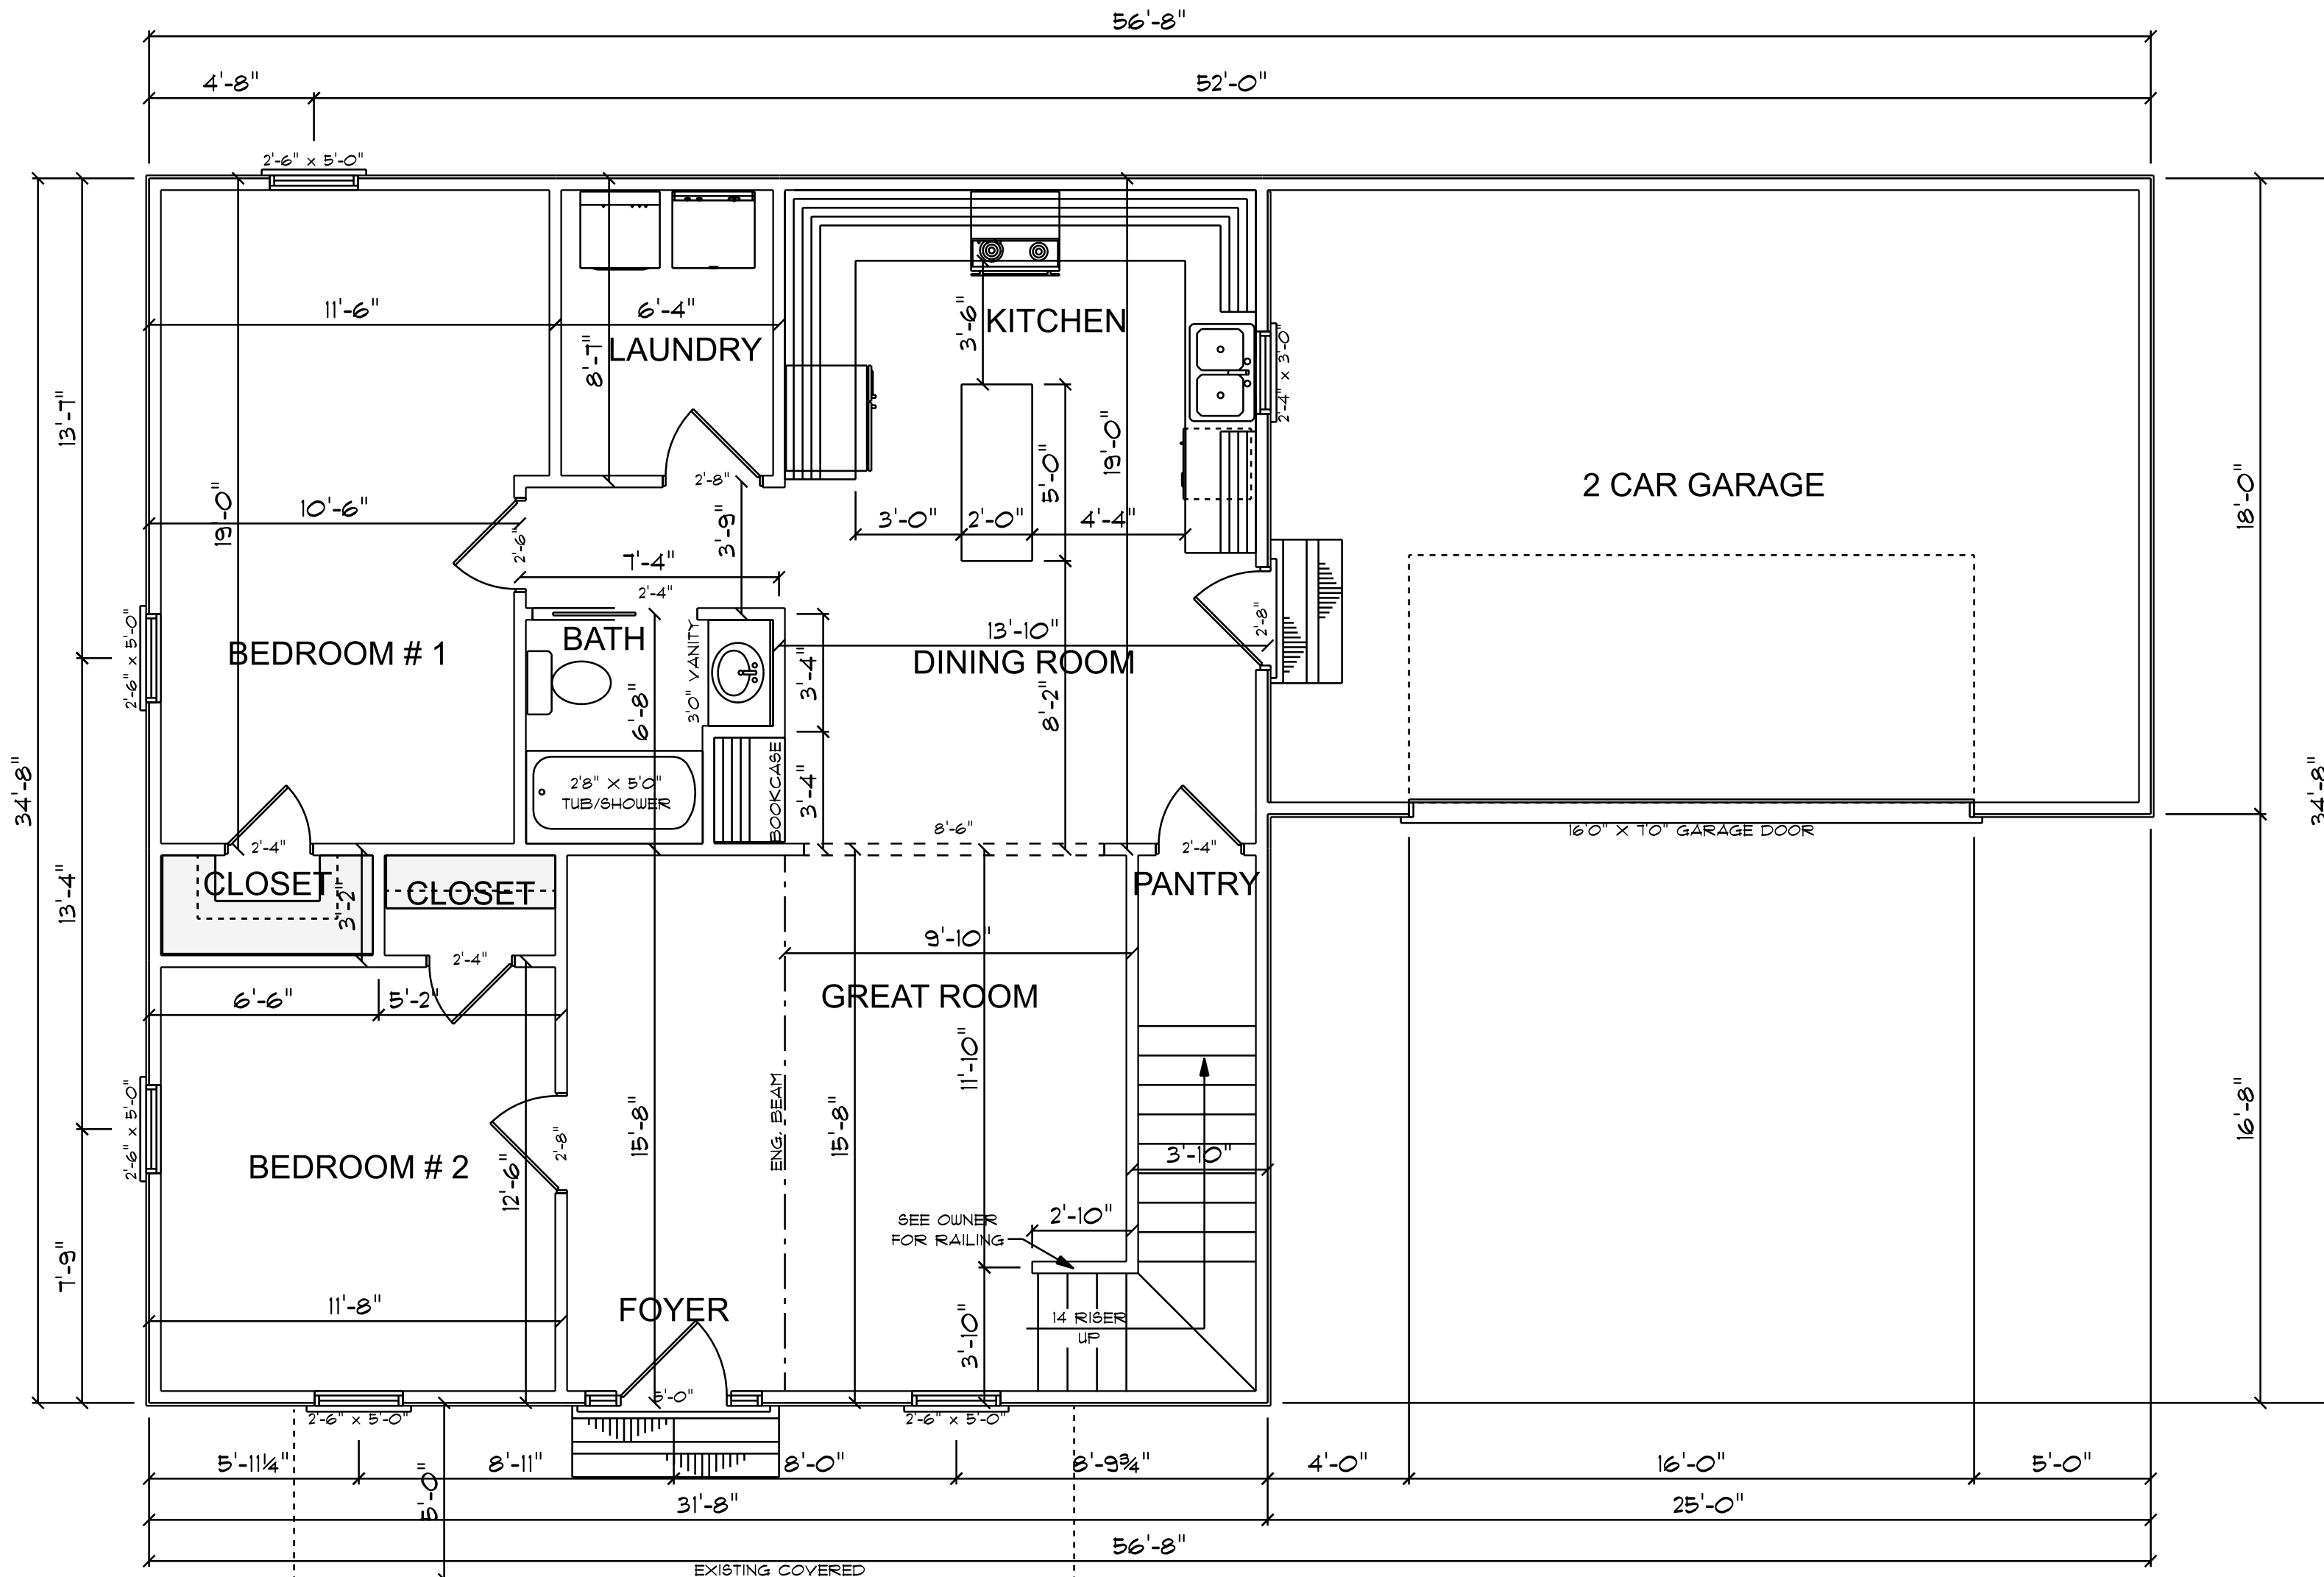 56'-8"
4'-8"
52'-0"
2'-6" x 5'-0"
11'-6"
6'-4"
3'-6"
KITCHEN
LAUNDRY
8'-7"
2'-4" x 3'-0"
13'-7"
19'-0"
10'-6"
2'-8"
19'-0"
5'-0"
2 CAR GARAGE
18'-0"
3'-0"
2'-0"
4'-4"
3'-9"
2'-6"
7'-4"
2'-4"
BATH
2'-8"
13'-10"
BEDROOM # 1
DINING ROOM
2'-6" x 5'-0"
3'0" VANITY
3'-4"
6'-8"
8'-2"
2'8" X 5'0"
TUB/SHOWER
BOOKCASE
3'-4"
34'-8"
34'-8"
8'-6"
16'0" X 7'0" GARAGE DOOR
2'-4"
2'-4"
CLOSET
CLOSET
PANTRY
13'-4"
3'-2"
9'-10"
2'-4"
6'-6"
5'-2"
GREAT ROOM
11'-10"
ENG. BEAM
2'-6" x 5'-0"
15'-8"
15'-8"
16'-8"
2'-8"
BEDROOM # 2
12'-6"
3'-10"
2'-10"
SEE OWNER
FOR RAILING
7'-9"
11'-8"
FOYER
14 RISER
UP
3'-10"
5'-0"
2'-6" x 5'-0"
2'-6" x 5'-0"
5'-11¼"
8'-11"
8'-0"
8'-9¾"
4'-0"
16'-0"
5'-0"
5'-0"
31'-8"
25'-0"
56'-8"
EXISTING COVERED